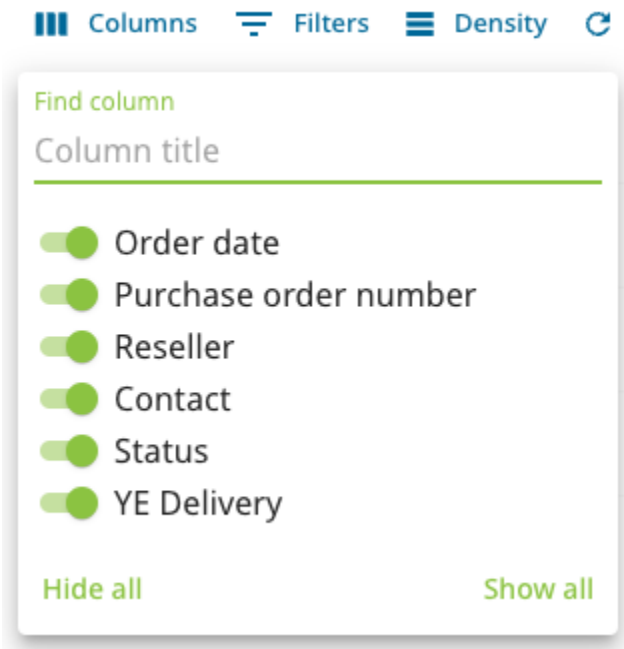 Columns Filters Density
Find column
Column title
Order date
Purchase order number
Reseller
Contact
Status
YE Delivery
Hide all Show all